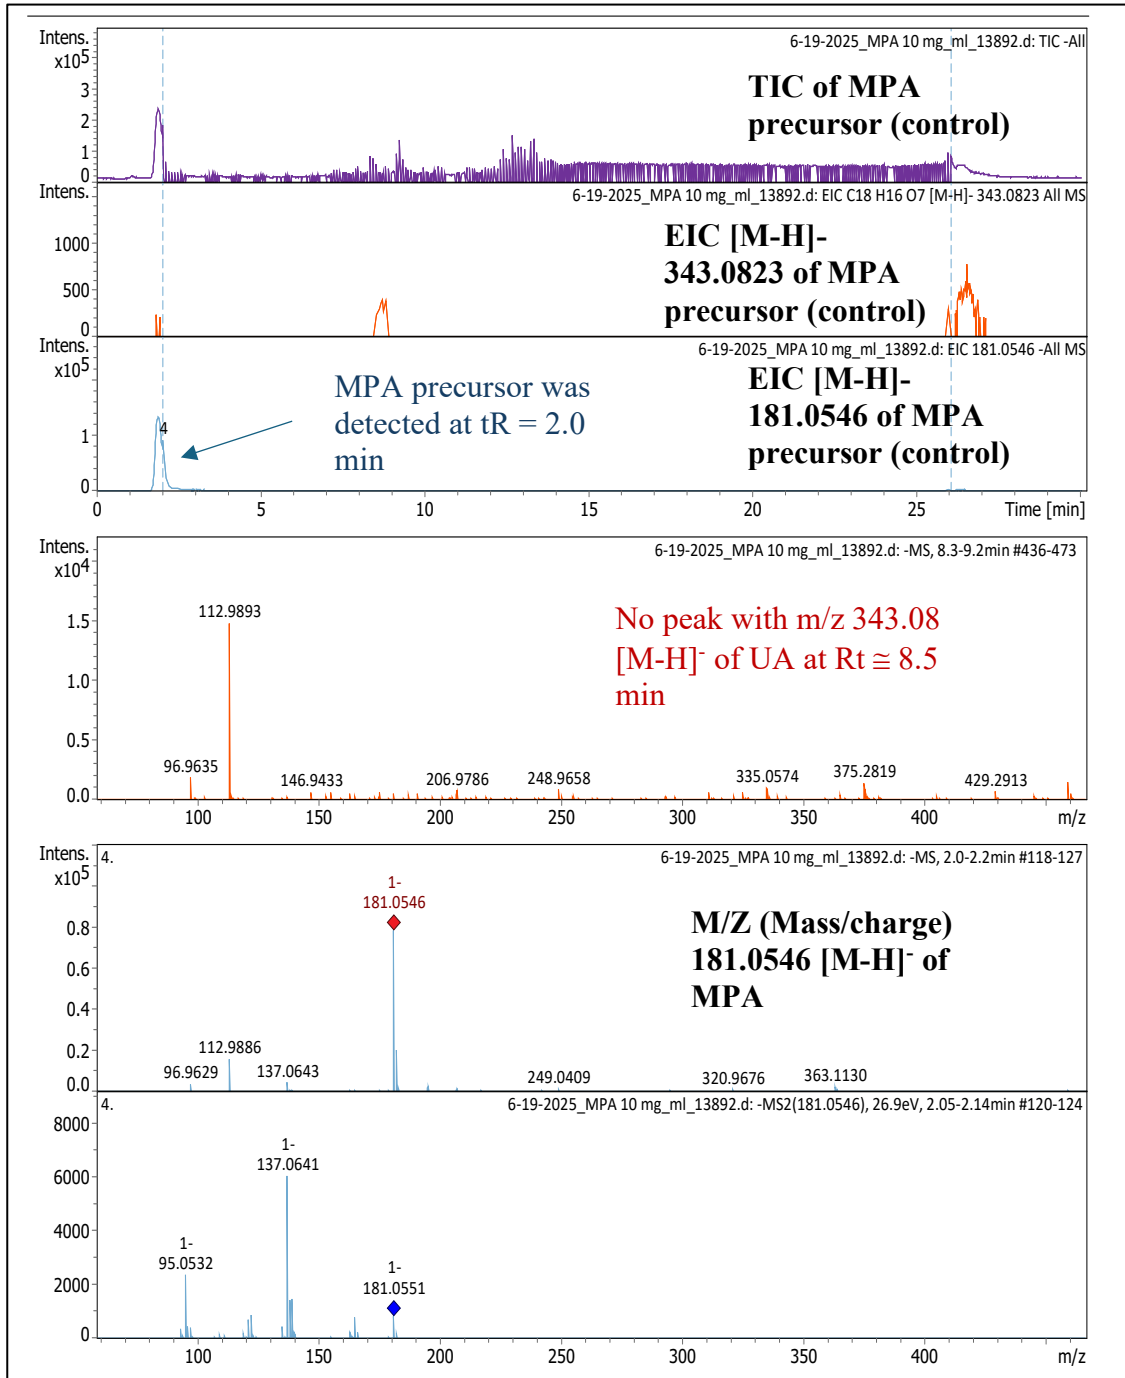 Intens.
x10⁵
6-19-2025_MPA 10 mg_ml_13892.d: TIC -All
TIC of MPA
precursor (control)
3
2
1
0
Intens.
6-19-2025_MPA 10 mg_ml_13892.d: EIC C18 H16 O7 [M-H]- 343.0823 All MS
EIC [M-H]-
343.0823 of MPA
precursor (control)
1000
500
0
Intens.
x10⁵
6-19-2025_MPA 10 mg_ml_13892.d: EIC 181.0546 -All MS
EIC [M-H]-
181.0546 of MPA
precursor (control)
MPA precursor was
detected at tR = 2.0
min
4
1
0
0 5 10 15 20 25 Time [min]
Intens.
x10⁴
6-19-2025_MPA 10 mg_ml_13892.d: -MS, 8.3-9.2min #436-473
No peak with m/z 343.08
[M-H]⁻ of UA at Rt ≅ 8.5
min
1.5
1.0
0.5
0.0
112.9893
96.9635
146.9433
206.9786
248.9658
335.0574
375.2819
429.2913
100 150 200 250 300 350 400 m/z
Intens.
x10⁵
4.
6-19-2025_MPA 10 mg_ml_13892.d: -MS, 2.0-2.2min #118-127
1-
181.0546
M/Z (Mass/charge)
181.0546 [M-H]⁻ of
MPA
0.8
0.6
0.4
0.2
0.0
112.9886
96.9629
137.0643
249.0409
320.9676
363.1130
4.
6-19-2025_MPA 10 mg_ml_13892.d: -MS2(181.0546), 26.9eV, 2.05-2.14min #120-124
8000
6000
4000
2000
0
1-
137.0641
1-
95.0532
1-
181.0551
100 150 200 250 300 350 400 m/z